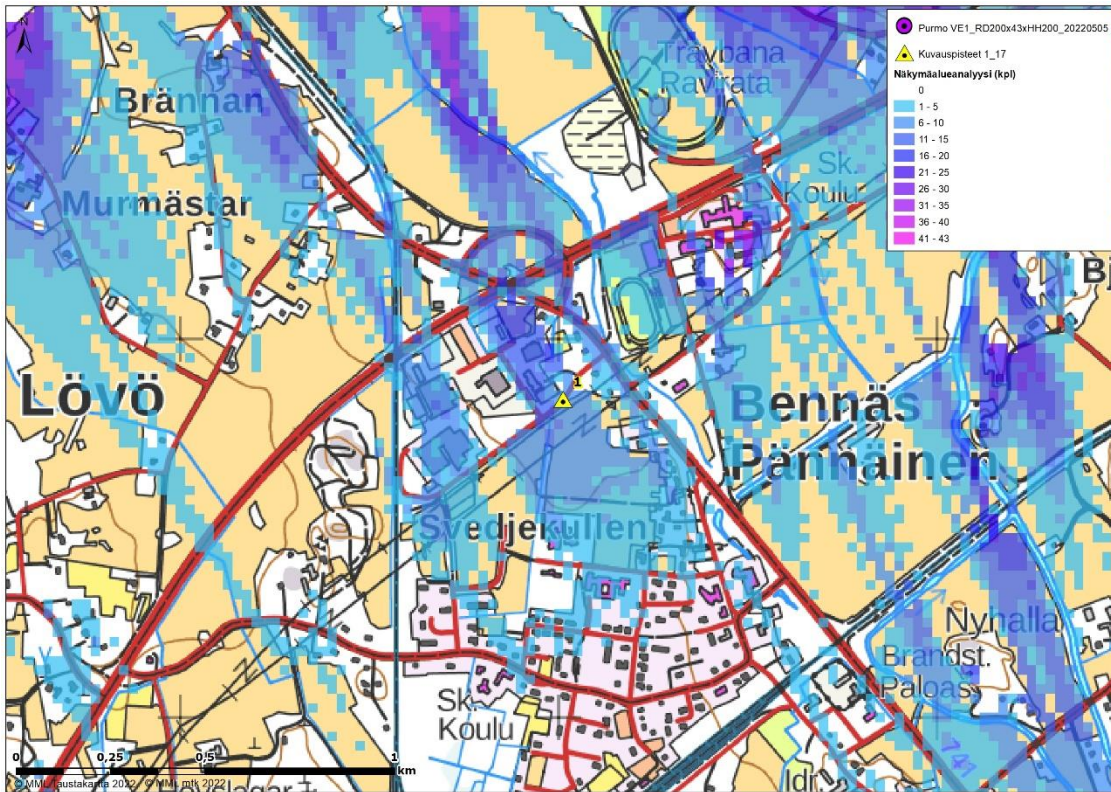 N
Purmo VE1_RD200x43xHH200_20220505
Kuvauspisteet 1_17
Näkymäalueanalyysi (kpl)
0
1 - 5
6 - 10
11 - 15
16 - 20
21 - 25
26 - 30
31 - 35
36 - 40
41 - 43
Travbana
Ravirata
Brännan
Sk.
Koulu
Murmästar
Lövö
1
Bennäs
Pännäinen
Svedjekullen
Nyhalla
Brandst.
Paloas.
Sk.
Koulu
Idr.
0 0,25 0,5 1
km
© MML, taustakartta 2022 © MML mtk 2022